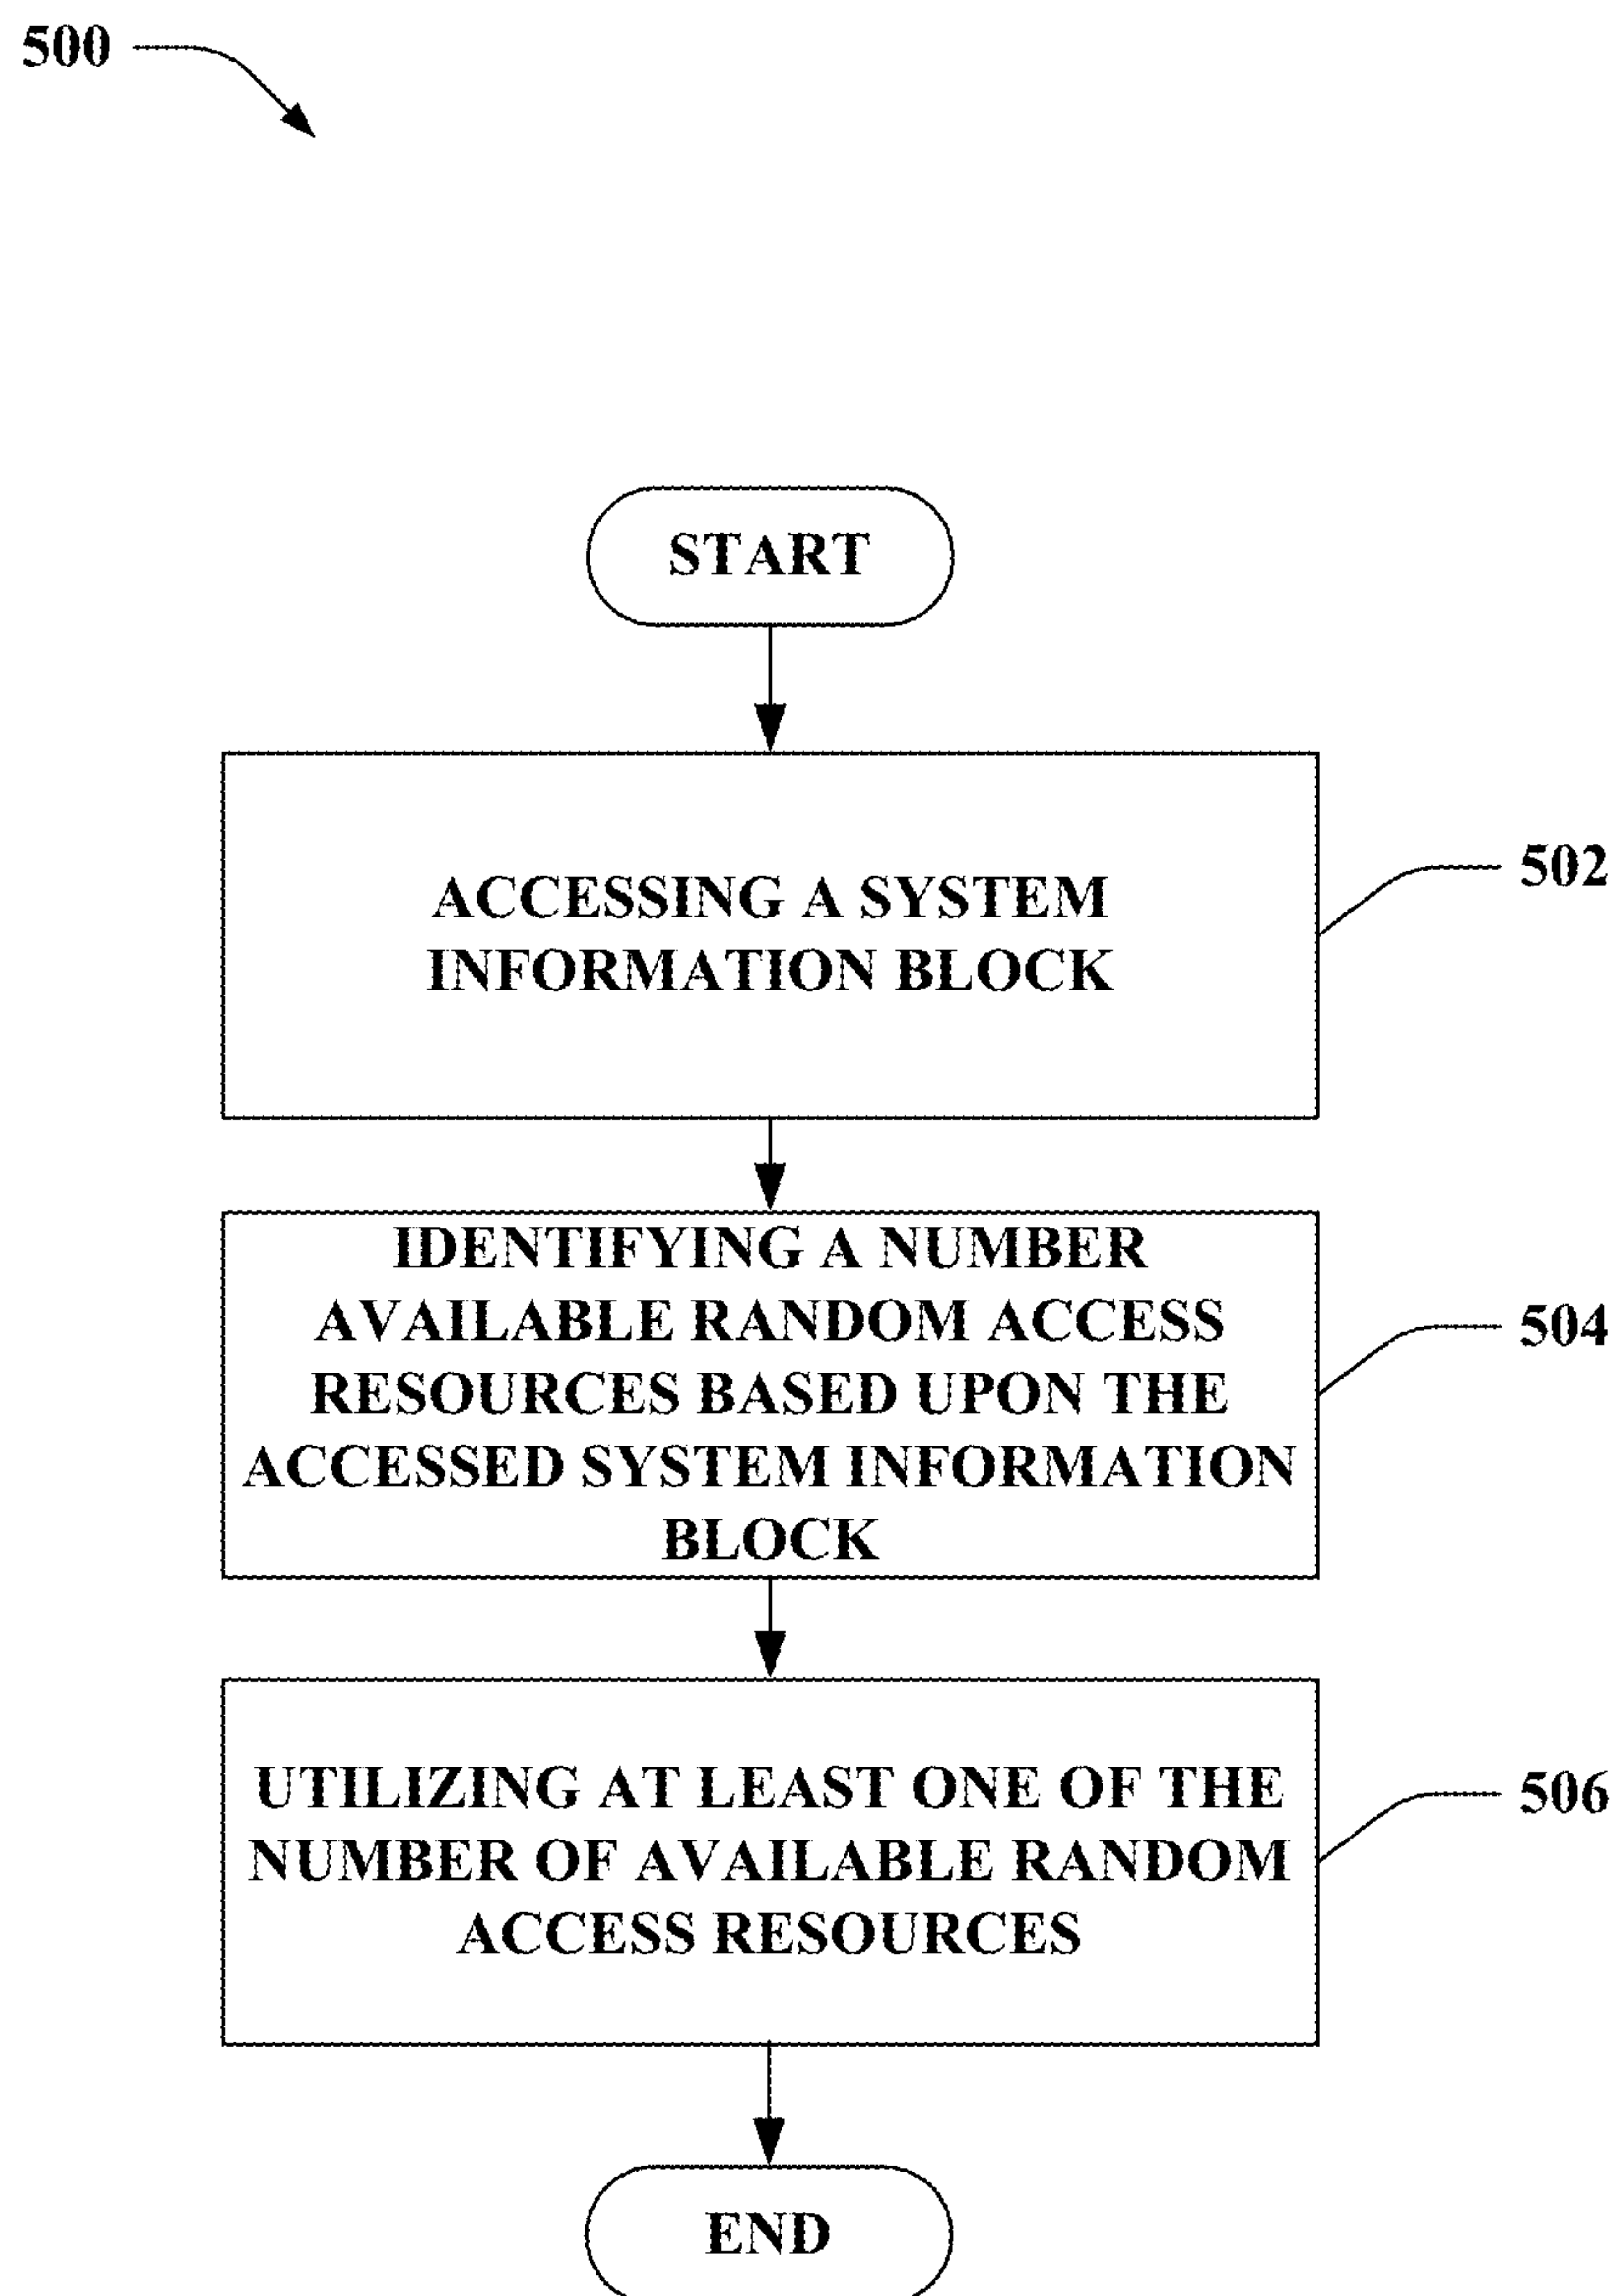 500
START
ACCESSING A SYSTEM
INFORMATION BLOCK
502
IDENTIFYING A NUMBER
AVAILABLE RANDOM ACCESS
RESOURCES BASED UPON THE
ACCESSED SYSTEM INFORMATION
BLOCK
504
UTILIZING AT LEAST ONE OF THE
NUMBER OF AVAILABLE RANDOM
ACCESS RESOURCES
506
END